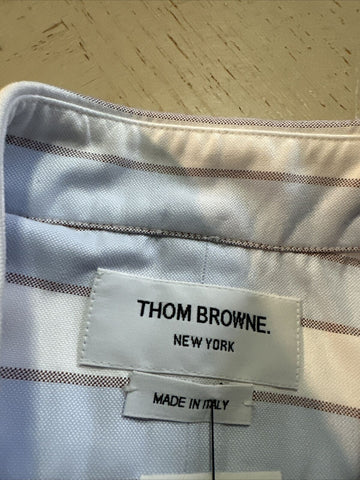 THOM BROWNE.
NEW YORK
MADE IN ITALY